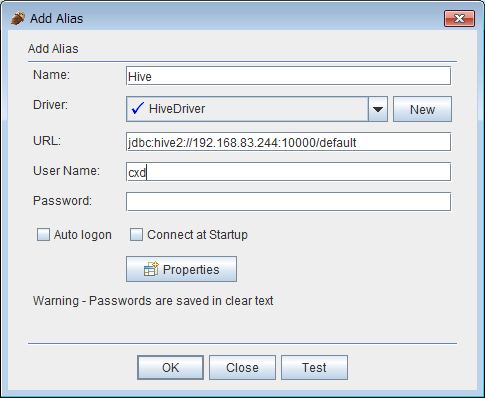 Add Alias
Add Alias
Name: Hive
Driver: HiveDriver New
URL: jdbc:hive2://192.168.83.244:10000/default
User Name: cxd
Password:
Auto logon Connect at Startup
Properties
Warning - Passwords are saved in clear text
OK Close Test